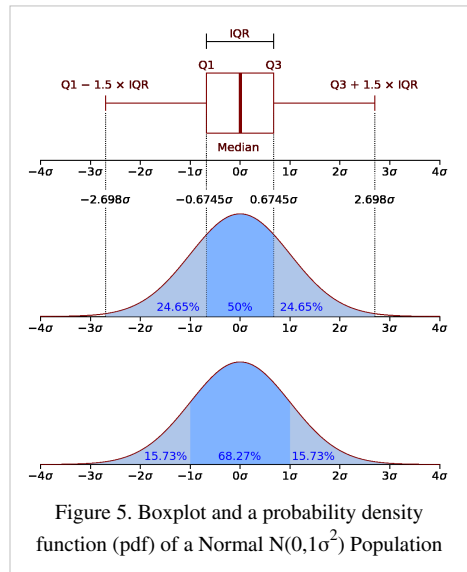 IQR
Q1 Q3
Q1 − 1.5 × IQR Q3 + 1.5 × IQR
Median
−4σ −3σ −2σ −1σ 0σ 1σ 2σ 3σ 4σ
−2.698σ −0.6745σ 0.6745σ 2.698σ
24.65% 50% 24.65%
−4σ −3σ −2σ −1σ 0σ 1σ 2σ 3σ 4σ
15.73% 68.27% 15.73%
−4σ −3σ −2σ −1σ 0σ 1σ 2σ 3σ 4σ
Figure 5. Boxplot and a probability density
function (pdf) of a Normal N(0,1σ²) Population